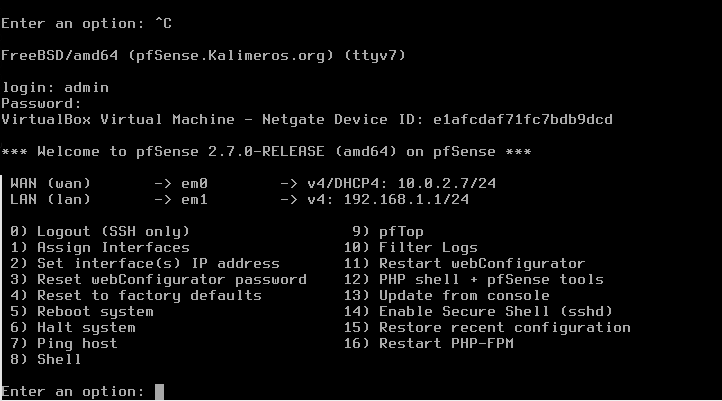 Enter an option: ^C
FreeBSD/amd64 (pfSense.Kalimeros.org) (ttyv7)
login: admin
Password:
VirtualBox Virtual Machine - Netgate Device ID: e1afcdaf71fc7bdb9dcd
*** Welcome to pfSense 2.7.0-RELEASE (amd64) on pfSense ***
WAN (wan)       -> em0        -> v4/DHCP4: 10.0.2.7/24
LAN (lan)       -> em1        -> v4: 192.168.1.1/24
0) Logout (SSH only)                  9) pfTop
1) Assign Interfaces                 10) Filter Logs
2) Set interface(s) IP address       11) Restart webConfigurator
3) Reset webConfigurator password    12) PHP shell + pfSense tools
4) Reset to factory defaults         13) Update from console
5) Reboot system                     14) Enable Secure Shell (sshd)
6) Halt system                       15) Restore recent configuration
7) Ping host                         16) Restart PHP-FPM
8) Shell
Enter an option: